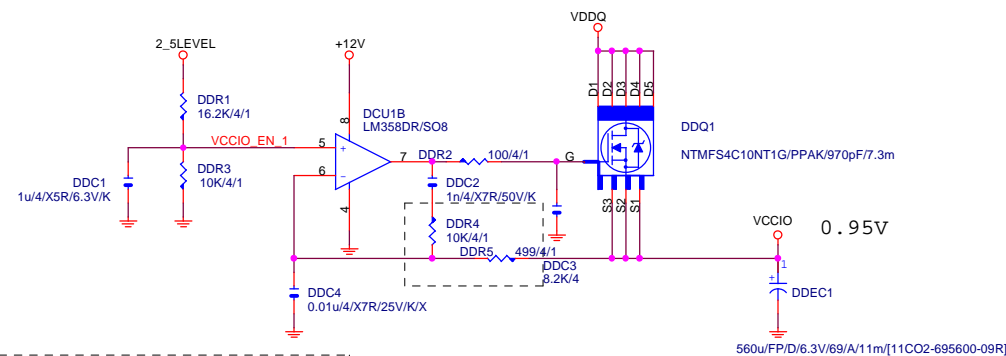 VDDQ
2_5LEVEL
+12V
D1
D2
D3
D4
D5
DDR1
16.2K/4/1
DCU1B
LM358DR/SO8
8
DDQ1
VCCIO_EN_1
5
+
7
DDR2
100/4/1
G
NTMFS4C10NT1G/PPAK/970pF/7.3m
DDR3
10K/4/1
6
−
DDC1
1u/4/X5R/6.3V/K
DDC2
1n/4/X7R/50V/K
4
S3
S2
S1
VCCIO
0.95V
DDR4
10K/4/1
DDR5
499/4/1
DDC3
8.2K/4
1
+
DDC4
0.01u/4/X7R/25V/K/X
DDEC1
560u/FP/D/6.3V/69/A/11m/[11CO2-695600-09R]